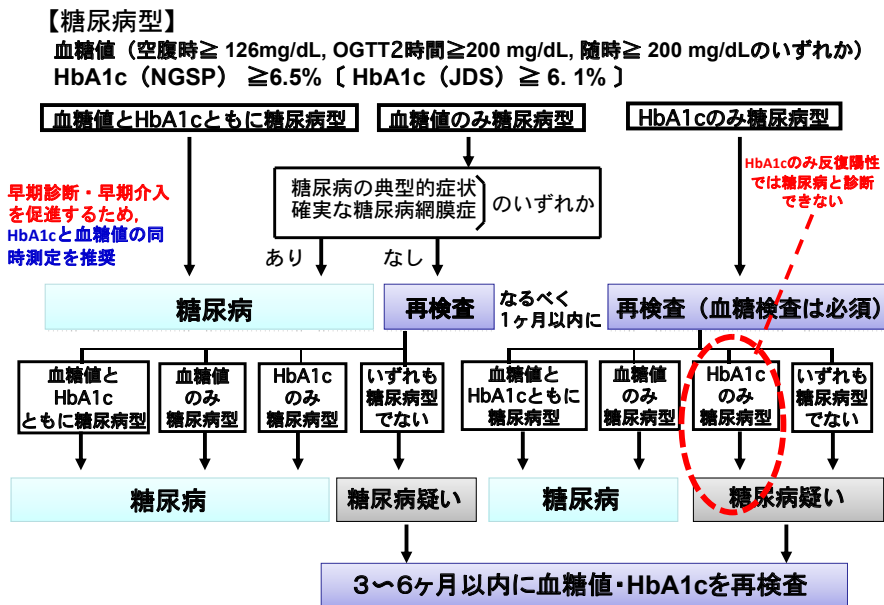 【糖尿病型】
血糖値（空腹時≧ 126mg/dL, OGTT2時間≧200 mg/dL, 随時≧ 200 mg/dLのいずれか）
HbA1c（NGSP） ≧6.5%〔 HbA1c（JDS）≧ 6. 1% 〕
血糖値とHbA1cともに糖尿病型
血糖値のみ糖尿病型
HbA1cのみ糖尿病型
早期診断・早期介入
を促進するため,
HbA1cと血糖値の同
時測定を推奨
糖尿病の典型的症状
確実な糖尿病網膜症
のいずれか
HbA1cのみ反復陽性
では糖尿病と診断
できない
あり
なし
糖尿病
再検査
なるべく
1ヶ月以内に
再検査（血糖検査は必須）
血糖値と
HbA1c
ともに糖尿病型
血糖値
のみ
糖尿病型
HbA1c
のみ
糖尿病型
いずれも
糖尿病型
でない
血糖値と
HbA1cともに
糖尿病型
血糖値
のみ
糖尿病型
HbA1c
のみ
糖尿病型
いずれも
糖尿病型
でない
糖尿病
糖尿病疑い
糖尿病
糖尿病疑い
3〜6ヶ月以内に血糖値・HbA1cを再検査